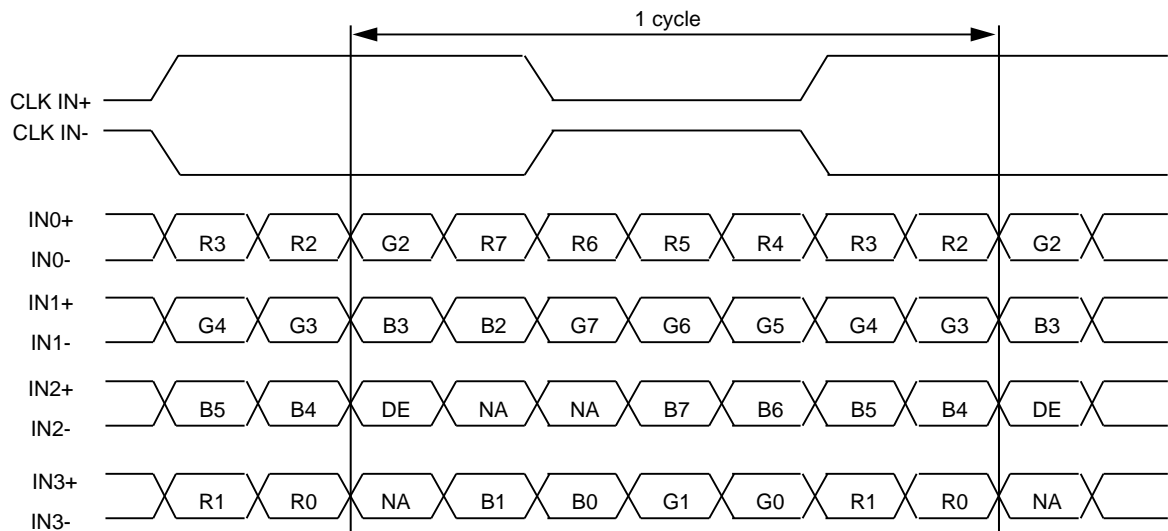 1 cycle
CLK IN+
CLK IN-
IN0+
R3 R2 G2 R7 R6 R5 R4 R3 R2 G2
IN0-
IN1+
G4 G3 B3 B2 G7 G6 G5 G4 G3 B3
IN1-
IN2+
B5 B4 DE NA NA B7 B6 B5 B4 DE
IN2-
IN3+
R1 R0 NA B1 B0 G1 G0 R1 R0 NA
IN3-